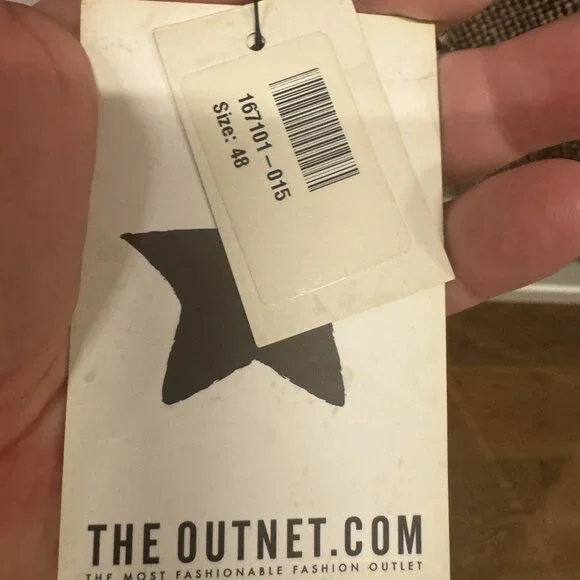 167101-015
Size: 48
THE OUTNET.COM
THE MOST FASHIONABLE FASHION OUTLET